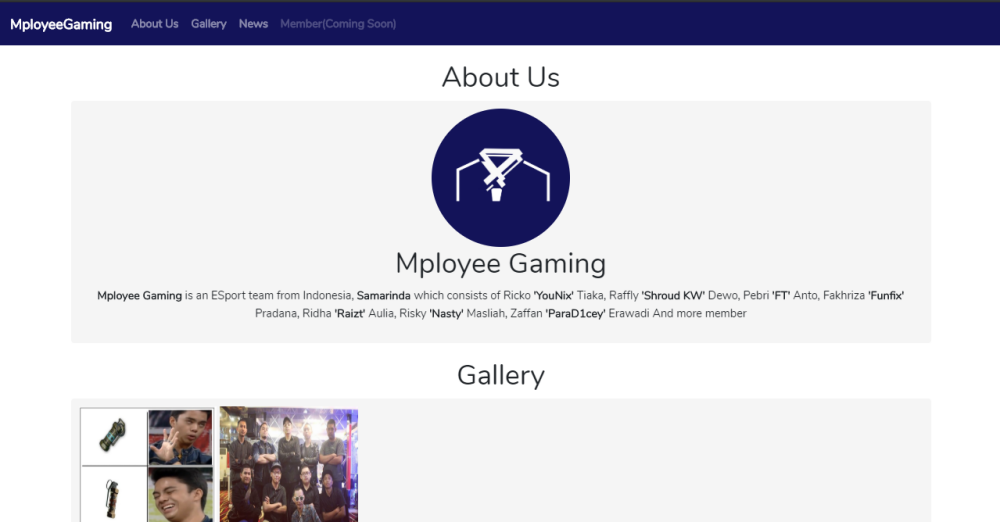 MployeeGaming About Us Gallery News Member(Coming Soon)
About Us
Mployee Gaming
Mployee Gaming is an ESport team from Indonesia, Samarinda which consists of Ricko 'YouNix' Tiaka, Raffly 'Shroud KW' Dewo, Pebri 'FT' Anto, Fakhriza 'Funfix'
Pradana, Ridha 'Raizt' Aulia, Risky 'Nasty' Masliah, Zaffan 'ParaD1cey' Erawadi And more member
Gallery